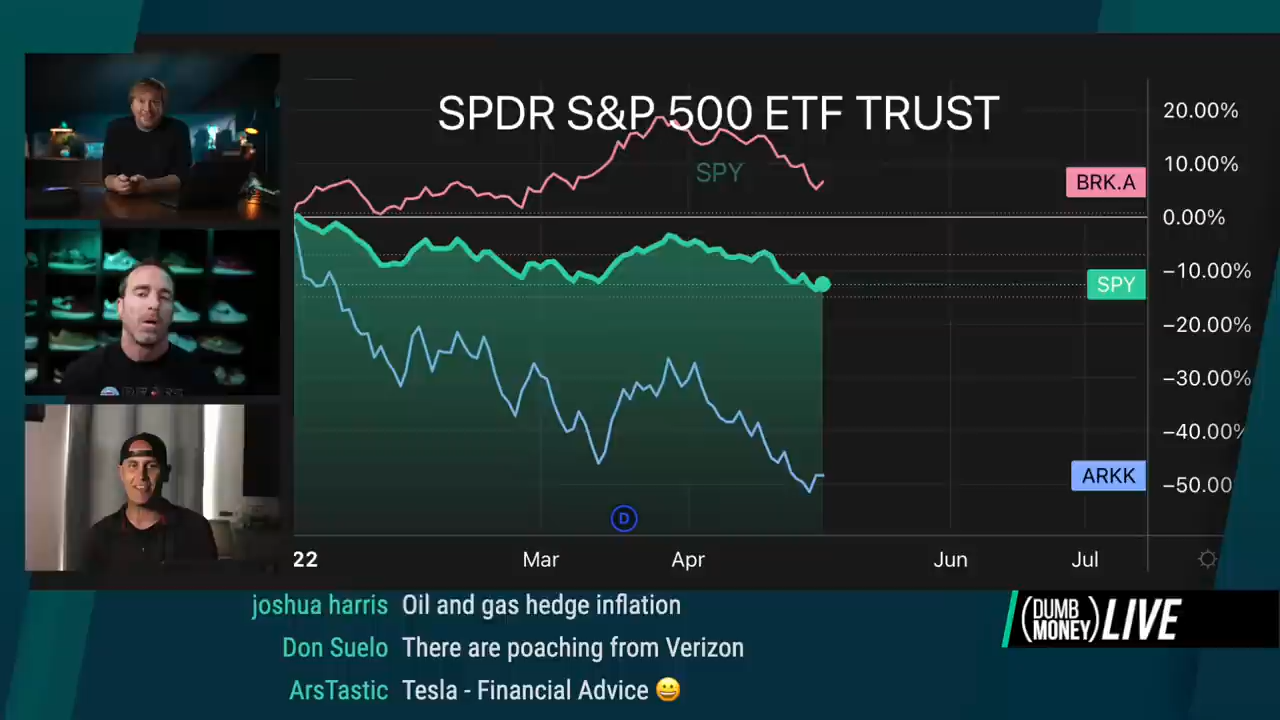 SPDR S&P 500 ETF TRUST
SPY
20.00%
10.00%
BRK.A
0.00%
−10.00%
SPY
−20.00%
−30.00%
−40.00%
ARKK
−50.00
D
22
Mar
Apr
Jun
Jul
joshua harris Oil and gas hedge inflation
Don Suelo There are poaching from Verizon
ArsTastic Tesla - Financial Advice 😀
(DUMB MONEY) LIVE